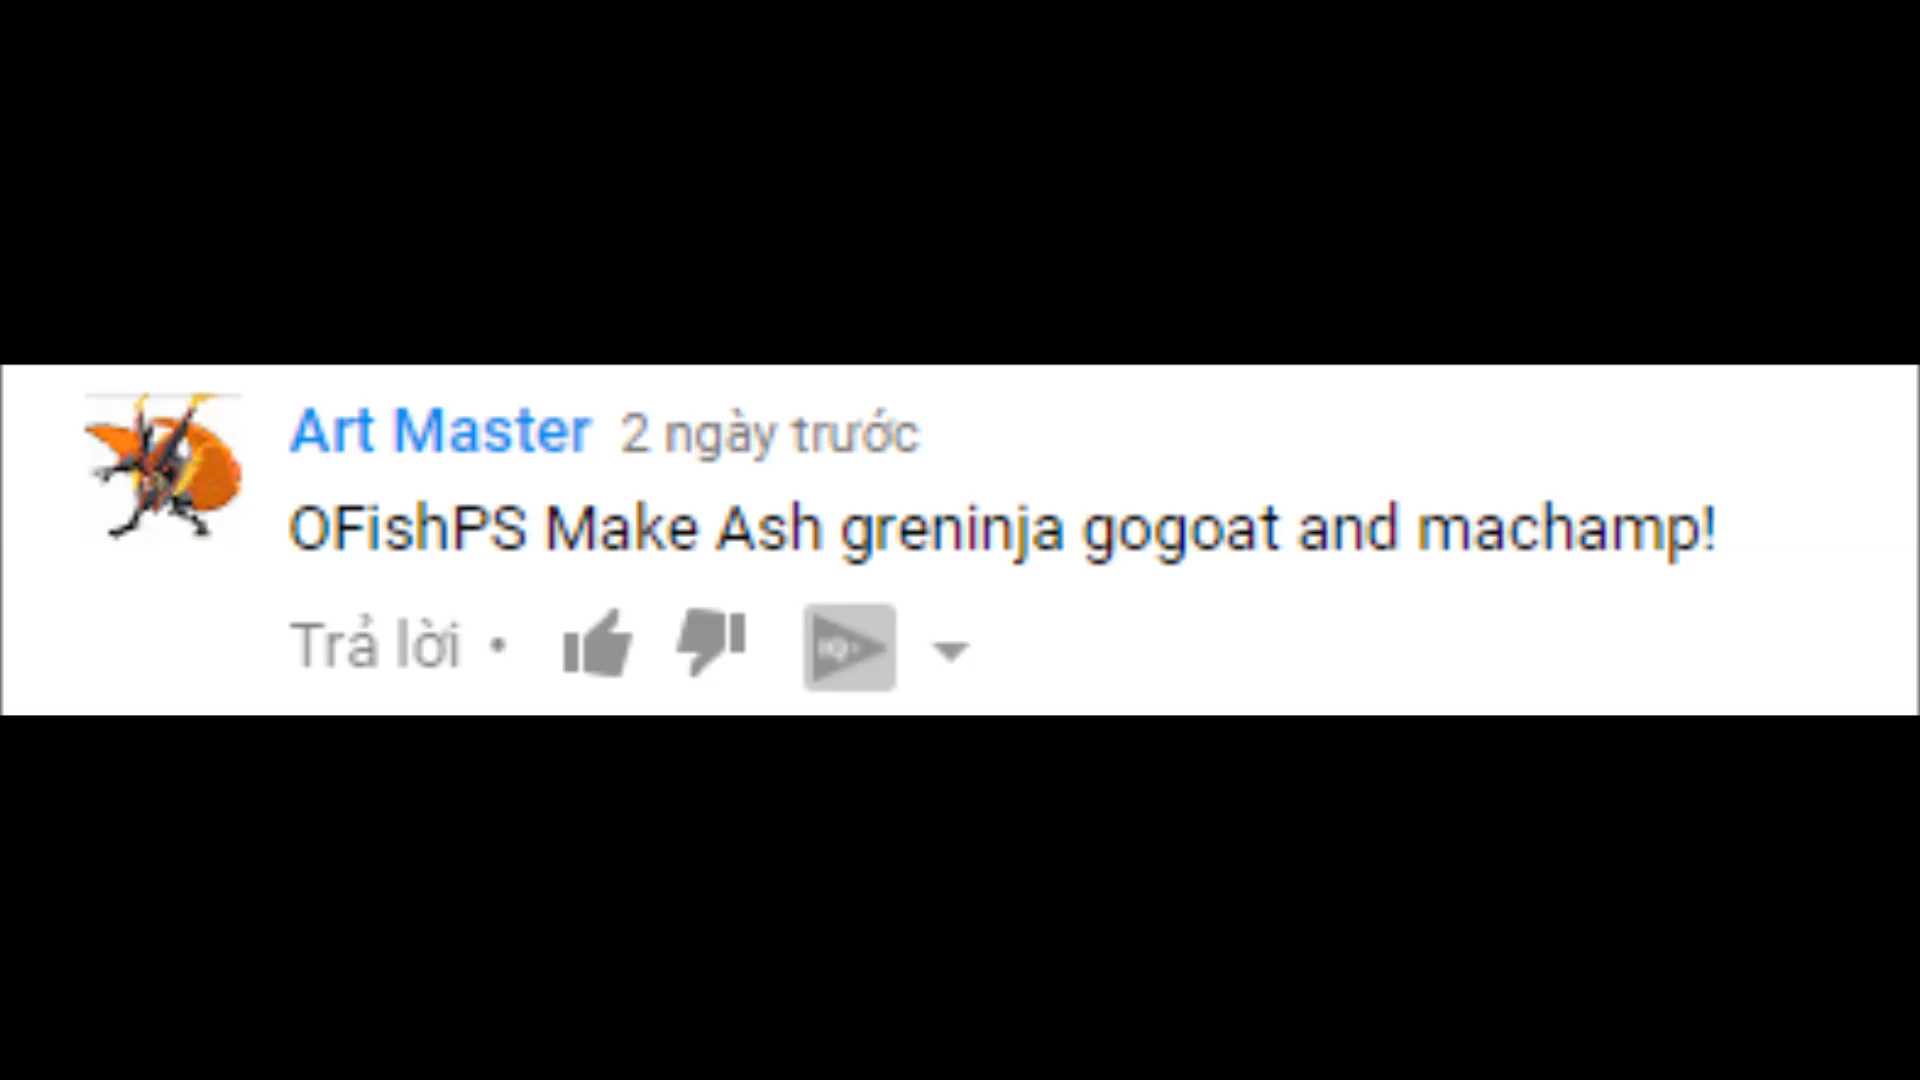 Art Master 2 ngày trước
OFishPS Make Ash greninja gogoat and machamp!
Trả lời •